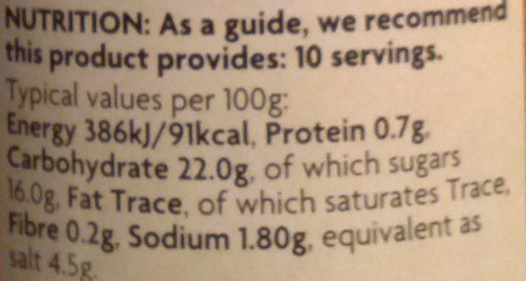 NUTRITION: As a guide, we recommend
this product provides: 10 servings.
Typical values per 100g:
Energy 386kJ/91kcal, Protein 0.7g,
Carbohydrate 22.0g, of which sugars
16.0g, Fat Trace, of which saturates Trace,
Fibre 0.2g, Sodium 1.80g, equivalent as
salt 4.5g.